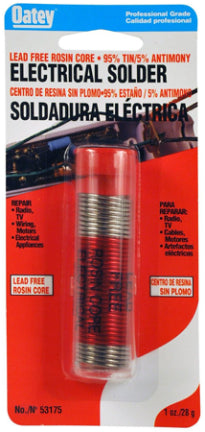 Oatey
Professional Grade
Calidad profesional
LEAD FREE ROSIN CORE • 95% TIN/5% ANTIMONY
ELECTRICAL SOLDER
CENTRO DE RESINA SIN PLOMO•95% ESTAÑO / 5% ANTIMONIO
SOLDADURA ELÉCTRICA
REPAIR
• Radio,
TV
• Wiring,
Motors
• Electrical
Appliances
PARA
REPARAR:
• Radio,
TV
• Cables,
Motores
• Artefactos
eléctricos
LEAD FREE
ROSIN CORE
CENTRO DE RESINA
SIN PLOMO
ROSIN CORE
No./Nº 53175
1 oz./28 g